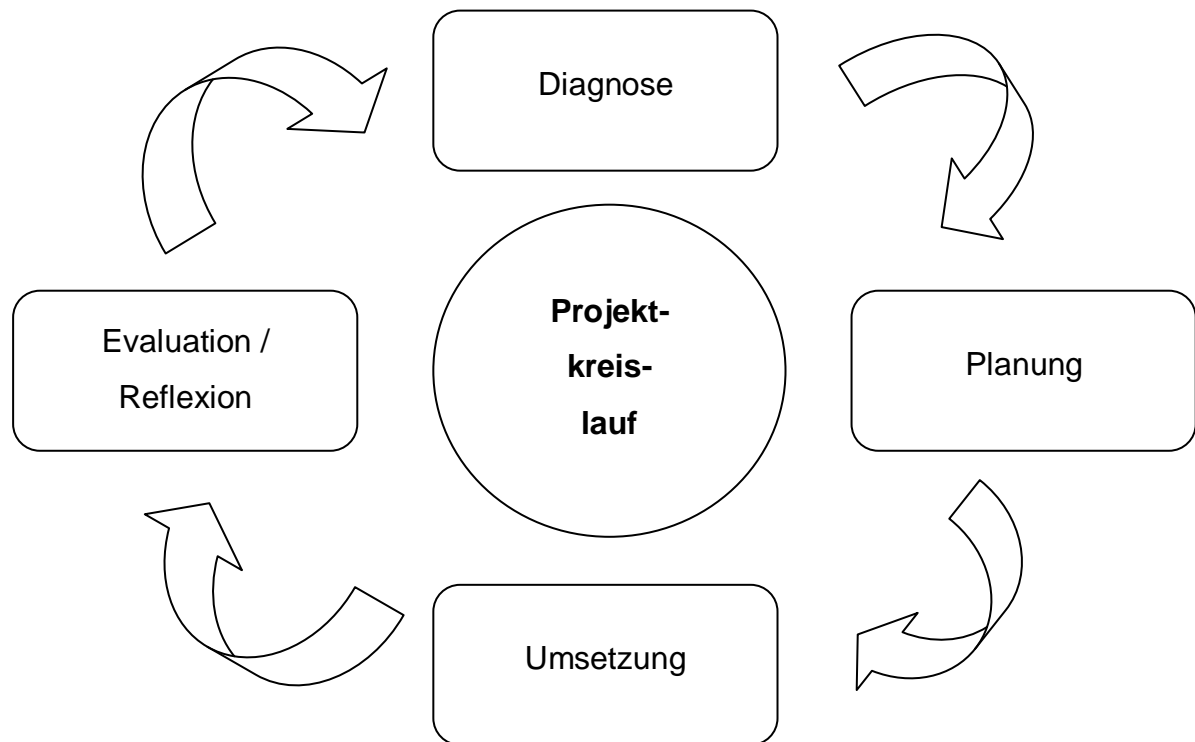 Diagnose
Evaluation /
Reflexion
Projekt-
kreis-
lauf
Planung
Umsetzung